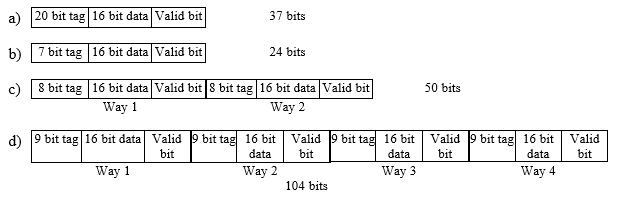 a) 20 bit tag 16 bit data Valid bit 37 bits
b) 7 bit tag 16 bit data Valid bit 24 bits
c) 8 bit tag 16 bit data Valid bit 8 bit tag 16 bit data Valid bit 50 bits
Way 1 Way 2
d) 9 bit tag 16 bit data Valid bit 9 bit tag 16 bit data Valid bit 9 bit tag 16 bit data Valid bit 9 bit tag 16 bit data Valid bit
Way 1 Way 2 Way 3 Way 4
104 bits